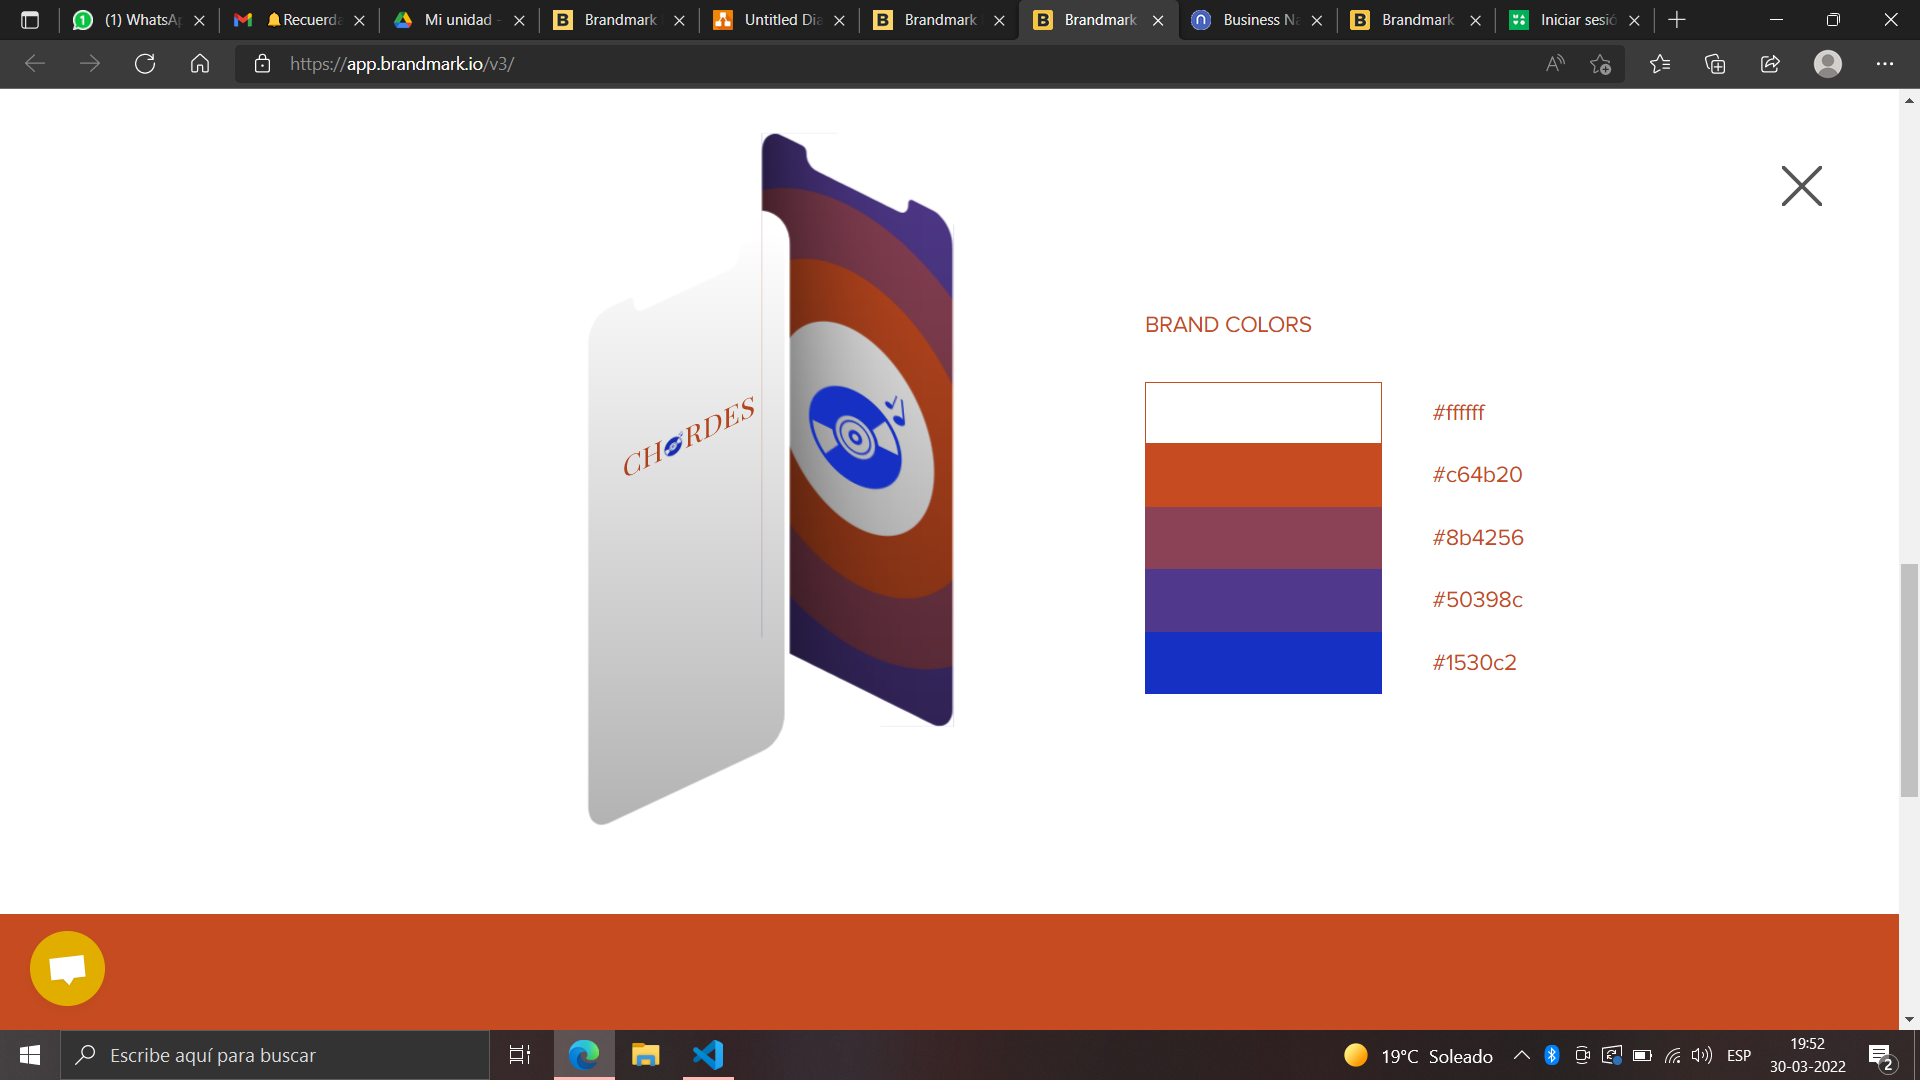 (1) WhatsAp
Recuerda
Mi unidad -
Brandmark
Untitled Dia
Brandmark
Brandmark
Business Na
Brandmark
Iniciar sesió
https://app.brandmark.io/v3/
CHORDES
BRAND COLORS
#ffffff
#c64b20
#8b4256
#50398c
#1530c2
Escribe aquí para buscar
19°C Soleado
ESP
19:52
30-03-2022
2